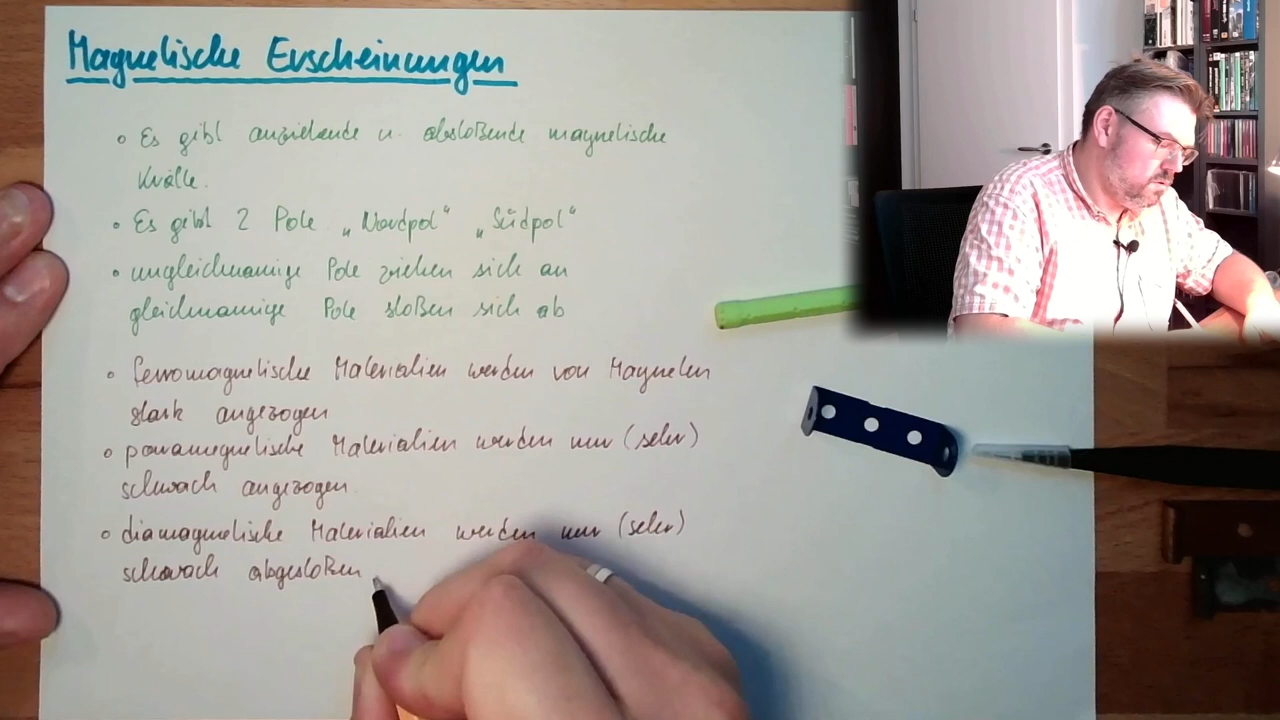 Magnetische Erscheinungen
Es gibt anziehende u. abstoßende magnetische
Kräfte.
Es gibt 2 Pole „Nordpol“ „Südpol“
ungleichnamige Pole ziehen sich an
gleichnamige Pole stoßen sich ab
ferromagnetische Materialien werden von Magneten
stark angezogen
paramagnetische Materialien werden nur (sehr)
schwach angezogen.
diamagnetische Materialien werden nur (sehr)
schwach abgestoßen